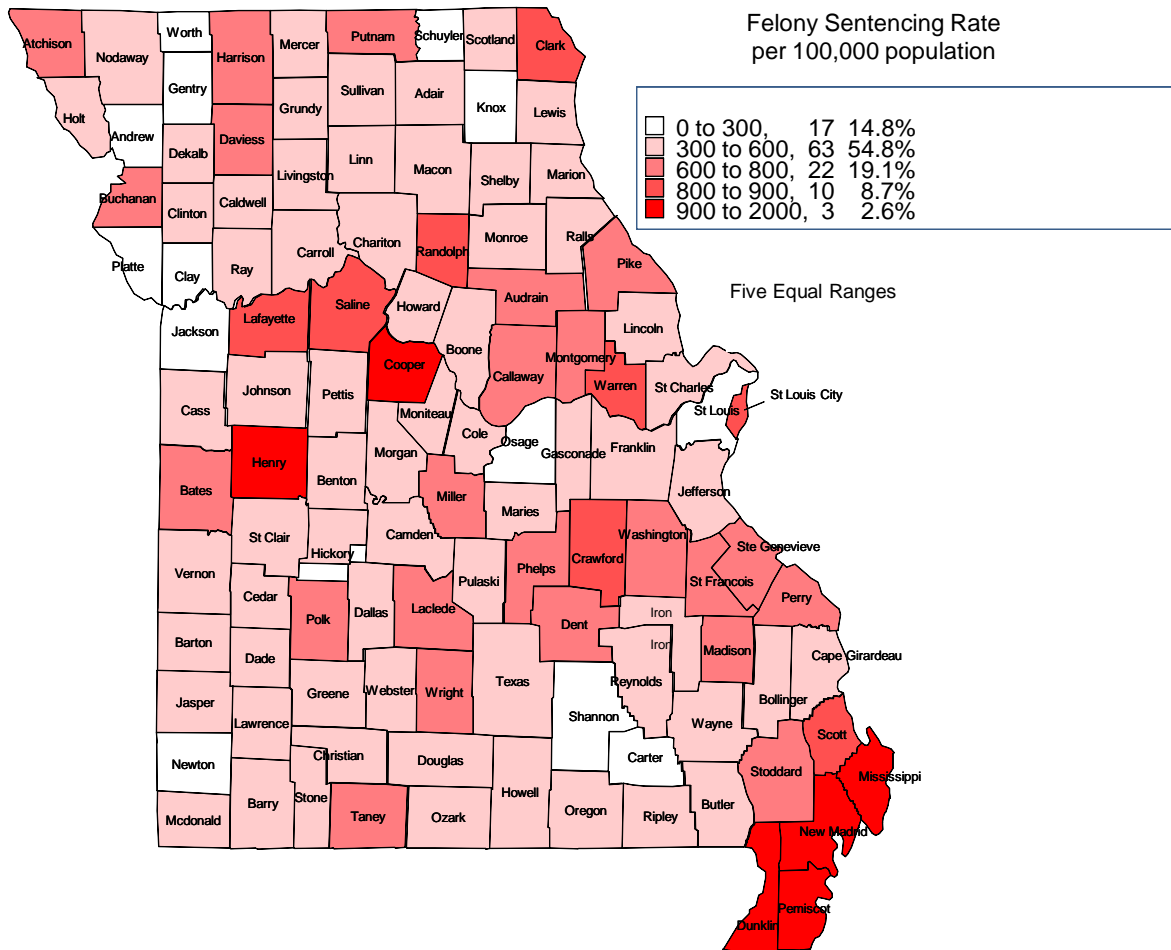 Felony Sentencing Rate
per 100,000 population
0 to 300, 17 14.8%
300 to 600, 63 54.8%
600 to 800, 22 19.1%
800 to 900, 10 8.7%
900 to 2000, 3 2.6%
Five Equal Ranges
Atchison
Nodaway
Worth
Gentry
Harrison
Mercer
Putnam
Schuyler
Scotland
Clark
Holt
Andrew
Dekalb
Daviess
Grundy
Sullivan
Adair
Knox
Lewis
Buchanan
Clinton
Caldwell
Livingston
Linn
Macon
Shelby
Marion
Platte
Clay
Ray
Carroll
Chariton
Randolph
Monroe
Ralls
Pike
Jackson
Lafayette
Saline
Howard
Boone
Audrain
Callaway
Montgomery
Lincoln
Warren
St Charles
St Louis
St Louis City
Cass
Johnson
Pettis
Cooper
Moniteau
Morgan
Cole
Osage
Gasconade
Franklin
Jefferson
Bates
Henry
Benton
Miller
Maries
St Clair
Hickory
Camden
Phelps
Crawford
Washington
Ste Genevieve
St Francois
Vernon
Cedar
Polk
Dallas
Laclede
Pulaski
Dent
Iron
Iron
Madison
Perry
Barton
Dade
Greene
Webster
Wright
Texas
Reynolds
Wayne
Bollinger
Cape Girardeau
Jasper
Lawrence
Christian
Douglas
Shannon
Carter
Stoddard
Scott
Mississippi
Newton
Barry
Stone
Taney
Ozark
Howell
Oregon
Ripley
Butler
New Madrid
Mcdonald
Dunklin
Pemiscot